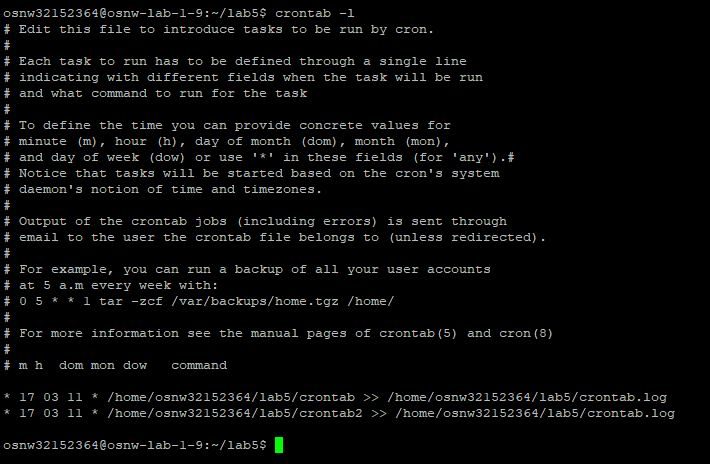 osnw32152364@osnw-lab-1-9:~/lab5$ crontab -l
# Edit this file to introduce tasks to be run by cron.
#
# Each task to run has to be defined through a single line
# indicating with different fields when the task will be run
# and what command to run for the task
#
# To define the time you can provide concrete values for
# minute (m), hour (h), day of month (dom), month (mon),
# and day of week (dow) or use '*' in these fields (for 'any').#
# Notice that tasks will be started based on the cron's system
# daemon's notion of time and timezones.
#
# Output of the crontab jobs (including errors) is sent through
# email to the user the crontab file belongs to (unless redirected).
#
# For example, you can run a backup of all your user accounts
# at 5 a.m every week with:
# 0 5 * * 1 tar -zcf /var/backups/home.tgz /home/
#
# For more information see the manual pages of crontab(5) and cron(8)
#
# m h  dom mon dow   command

* 17 03 11 * /home/osnw32152364/lab5/crontab >> /home/osnw32152364/lab5/crontab.log
* 17 03 11 * /home/osnw32152364/lab5/crontab2 >> /home/osnw32152364/lab5/crontab.log

osnw32152364@osnw-lab-1-9:~/lab5$